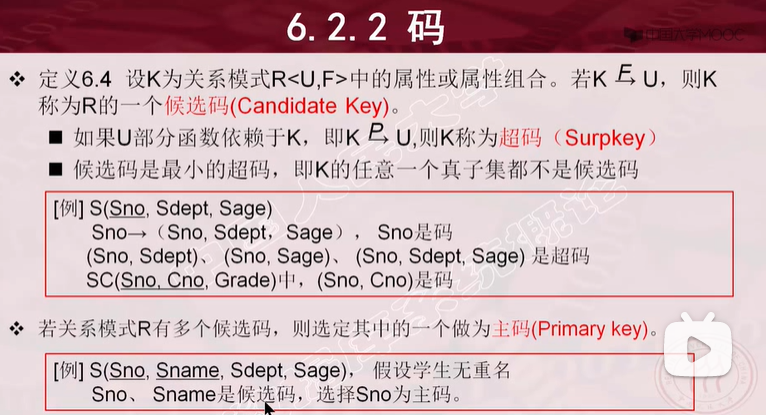 6.2.2 码
中国大学MOOC
❖ 定义6.4 设K为关系模式R<U,F>中的属性或属性组合。若K F→ U，则K
称为R的一个候选码(Candidate Key)。
■ 如果U部分函数依赖于K，即K P→ U,则K称为超码（Surpkey）
■ 候选码是最小的超码，即K的任意一个真子集都不是候选码
[例] S(Sno, Sdept, Sage)
Sno→（Sno, Sdept，Sage），Sno是码
(Sno, Sdept)、(Sno, Sage)、(Sno, Sdept, Sage) 是超码
SC(Sno, Cno, Grade)中，(Sno, Cno)是码
❖ 若关系模式R有多个候选码，则选定其中的一个做为主码(Primary key)。
[例] S(Sno, Sname, Sdept, Sage)，假设学生无重名
Sno、Sname是候选码，选择Sno为主码。